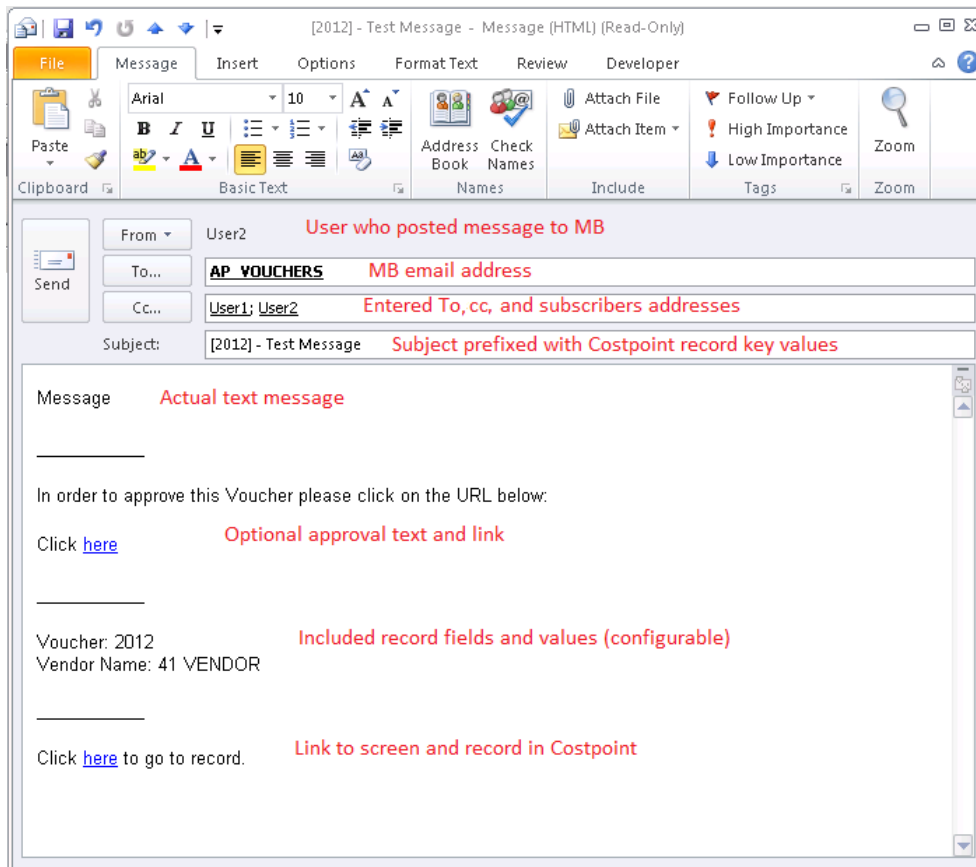 [2012] - Test Message - Message (HTML) (Read-Only)
File Message Insert Options Format Text Review Developer
Paste
Clipboard
Arial 10
B I U
Basic Text
Address Book
Check Names
Names
Attach File
Attach Item
Include
Follow Up
High Importance
Low Importance
Tags
Zoom
Zoom
Send
From User2 User who posted message to MB
To... AP_VOUCHERS MB email address
Cc... User1; User2 Entered To, cc, and subscribers addresses
Subject: [2012] - Test Message Subject prefixed with Costpoint record key values
Message Actual text message
In order to approve this Voucher please click on the URL below:
Click here Optional approval text and link
Voucher: 2012 Included record fields and values (configurable)
Vendor Name: 41 VENDOR
Click here to go to record. Link to screen and record in Costpoint